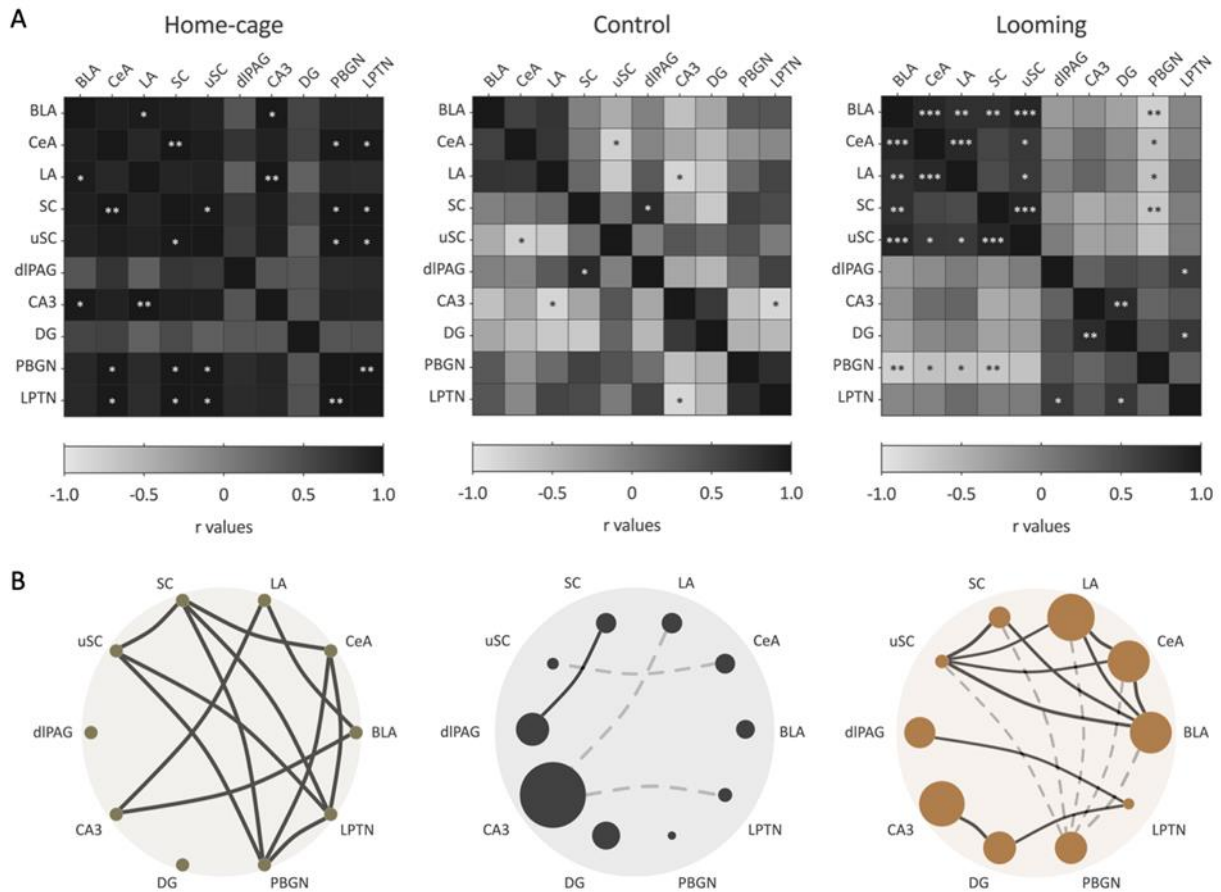 A
Home-cage
Control
Looming
BLA CeA LA SC uSC dlPAG CA3 DG PBGN LPTN
BLA CeA LA SC uSC dlPAG CA3 DG PBGN LPTN
BLA CeA LA SC uSC dlPAG CA3 DG PBGN LPTN
BLA * * BLA BLA *** ** ** *** **
CeA ** * * CeA * CeA *** *** * *
LA * ** LA * LA ** *** * *
SC ** * * * SC * SC ** *** **
uSC * * * uSC * uSC *** * * ***
dlPAG dlPAG * dlPAG *
CA3 * ** CA3 * * CA3 **
DG DG DG ** *
PBGN * * * ** PBGN PBGN ** * * **
LPTN * * * ** LPTN * LPTN * *
-1.0 -0.5 0 0.5 1.0
-1.0 -0.5 0 0.5 1.0
-1.0 -0.5 0 0.5 1.0
r values
r values
r values
B
SC LA
uSC CeA
dlPAG BLA
CA3 LPTN
DG PBGN
SC LA
uSC CeA
dlPAG BLA
CA3 LPTN
DG PBGN
SC LA
uSC CeA
dlPAG BLA
CA3 LPTN
DG PBGN